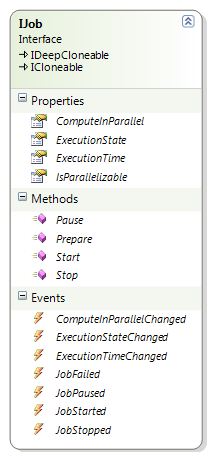 IJob
Interface
IDeepCloneable
ICloneable
Properties
ComputeInParallel
ExecutionState
ExecutionTime
IsParallelizable
Methods
Pause
Prepare
Start
Stop
Events
ComputeInParallelChanged
ExecutionStateChanged
ExecutionTimeChanged
JobFailed
JobPaused
JobStarted
JobStopped